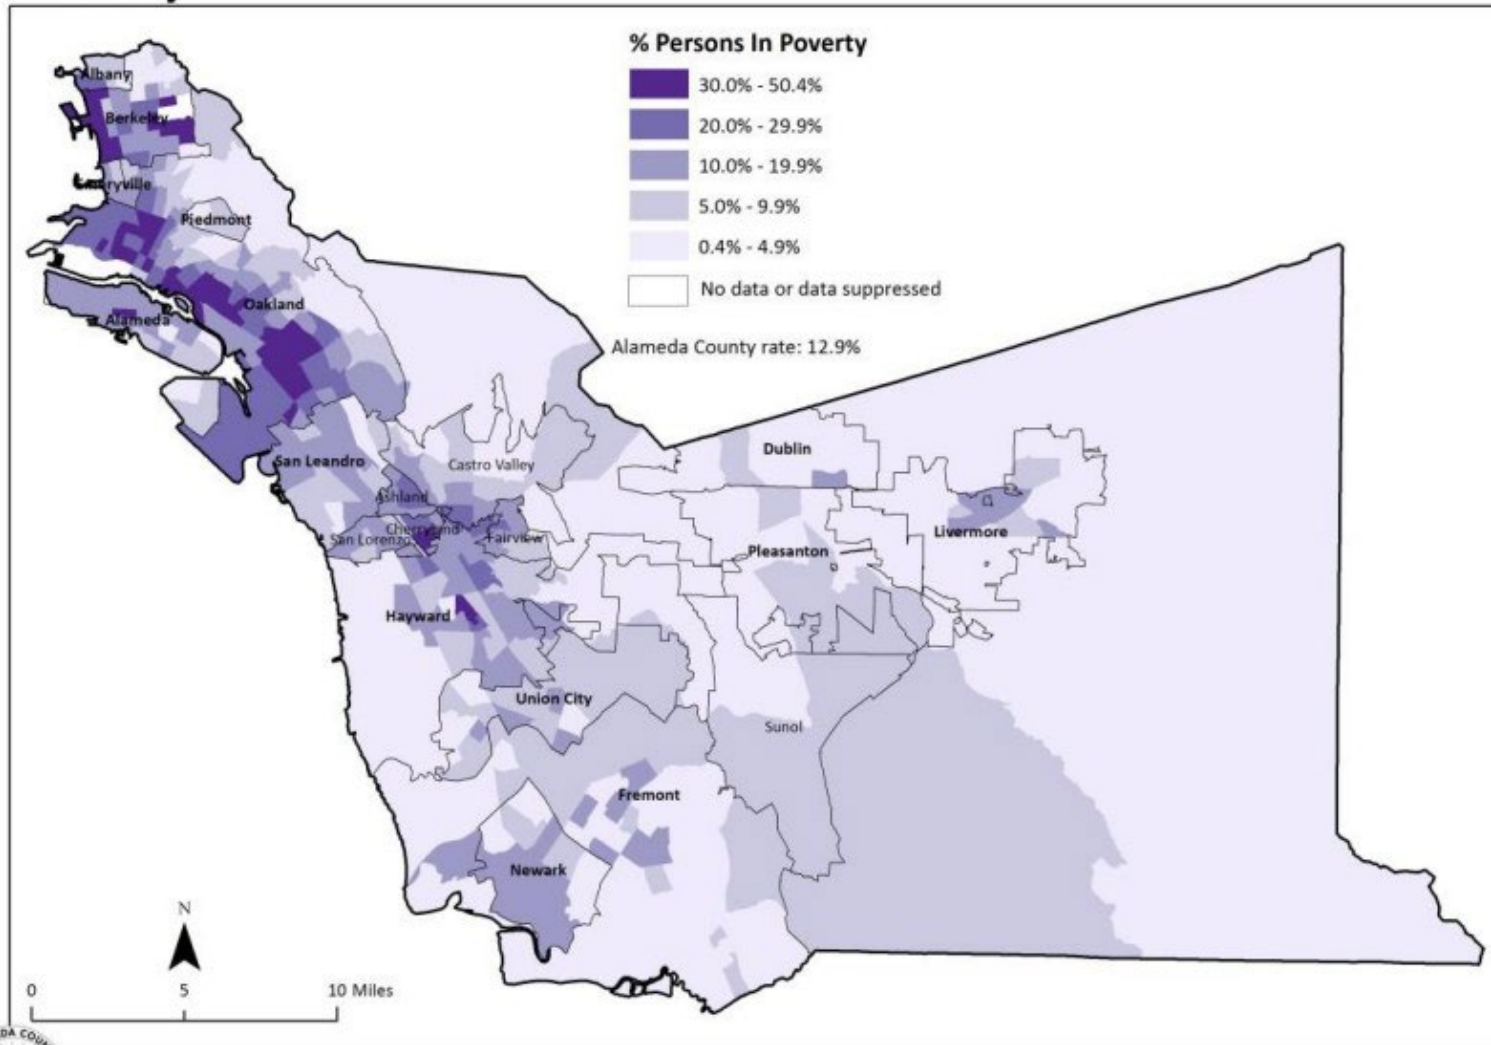 % Persons In Poverty
30.0% - 50.4%
20.0% - 29.9%
10.0% - 19.9%
5.0% - 9.9%
0.4% - 4.9%
No data or data suppressed
Alameda County rate: 12.9%
Albany
Berkeley
Emeryville
Piedmont
Oakland
Alameda
San Leandro
Castro Valley
Ashland
Cherryland
San Lorenzo
Fairview
Dublin
Livermore
Pleasanton
Hayward
Union City
Sunol
Fremont
Newark
N
0 5 10 Miles